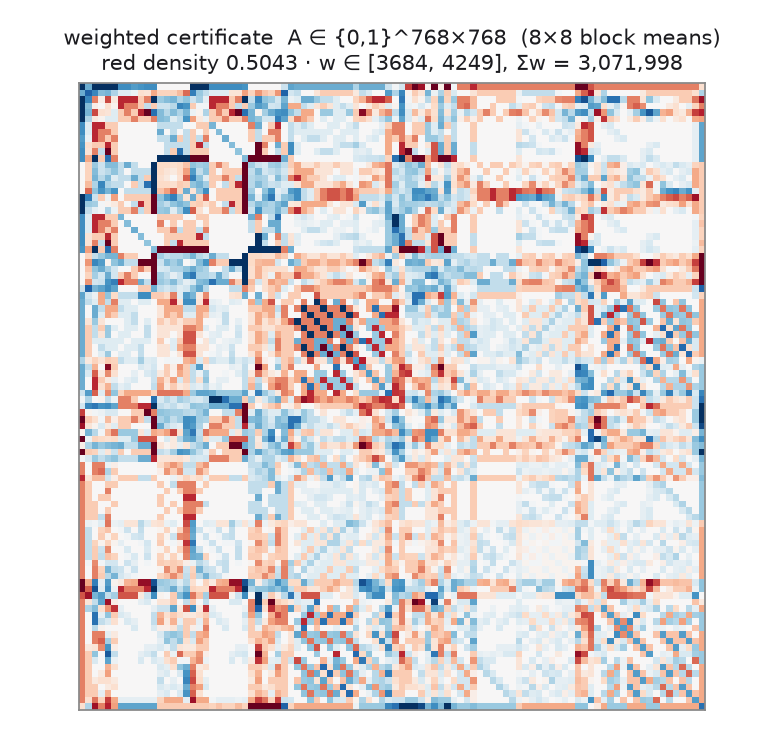 weighted certificate A ∈ {0,1}^768×768 (8×8 block means)
red density 0.5043 · w ∈ [3684, 4249], Σw = 3,071,998